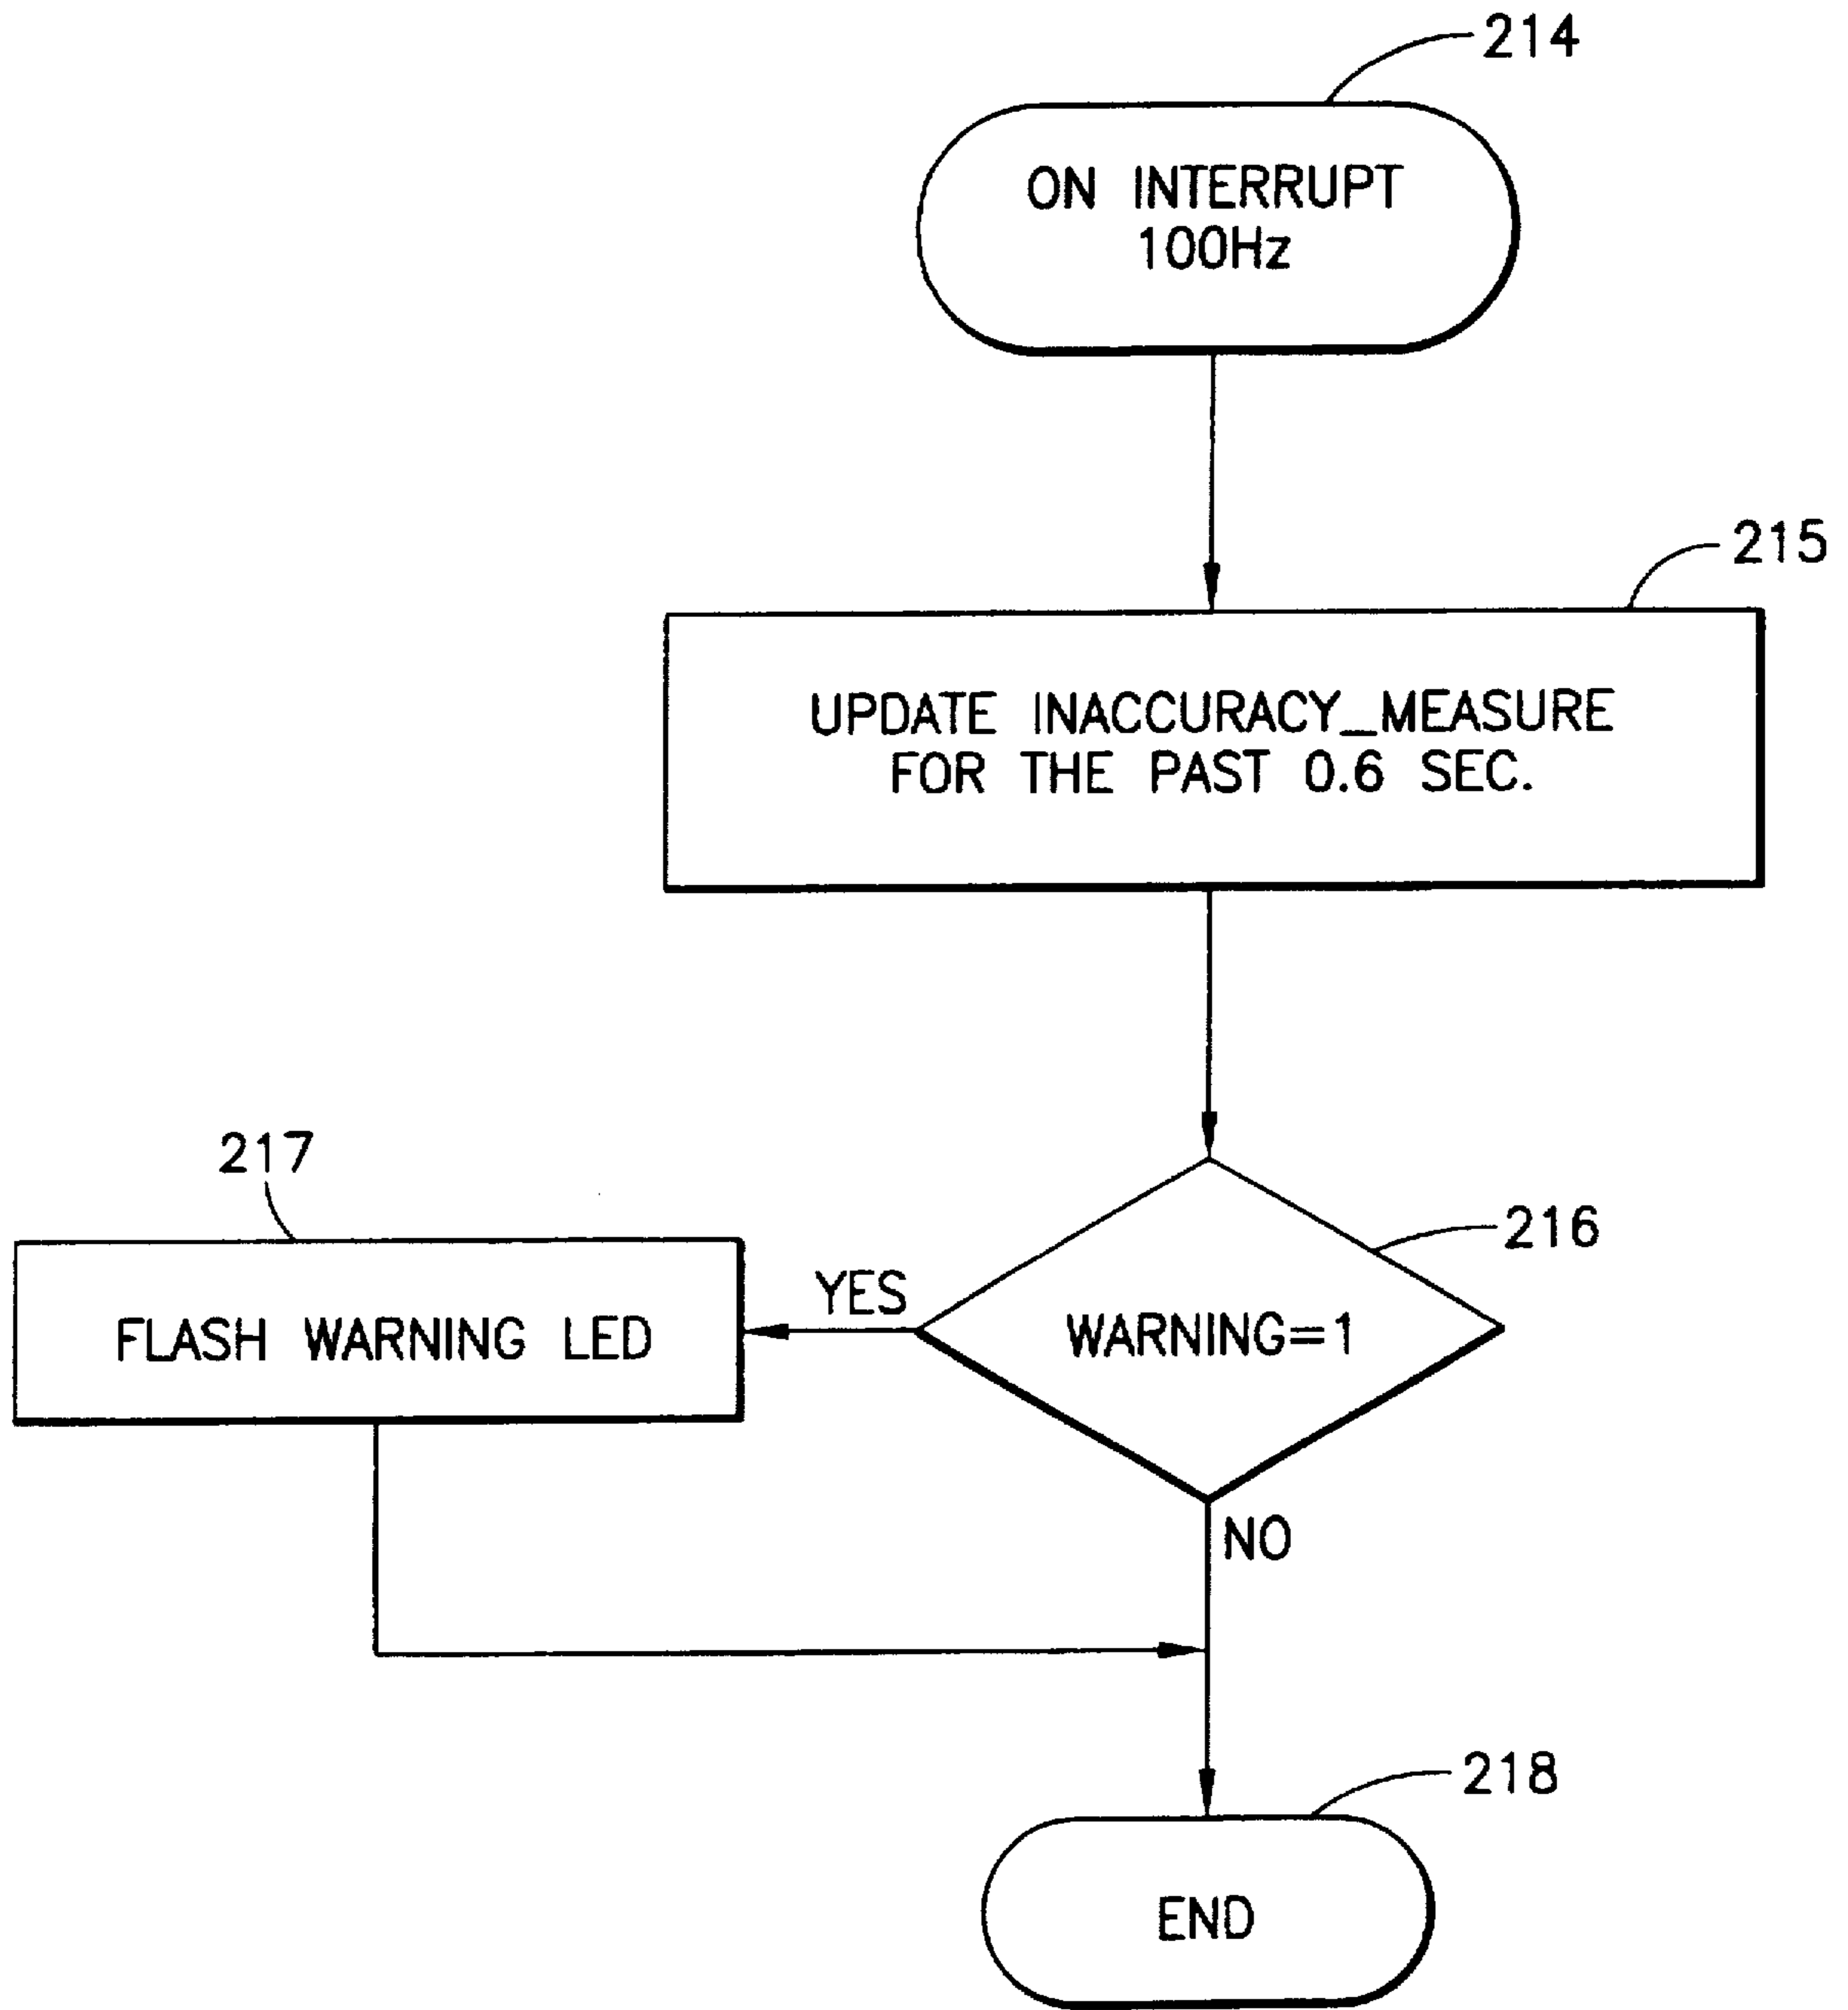 214
ON INTERRUPT
100Hz
215
UPDATE INACCURACY_MEASURE
FOR THE PAST 0.6 SEC.
217
FLASH WARNING LED
YES
216
WARNING=1
NO
218
END